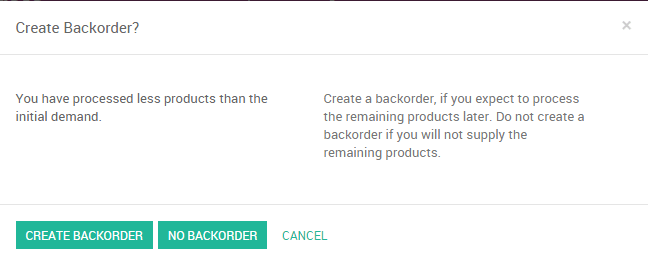 Create Backorder?
×
You have processed less products than the
initial demand.
Create a backorder, if you expect to process
the remaining products later. Do not create a
backorder if you will not supply the
remaining products.
CREATE BACKORDER
NO BACKORDER
CANCEL